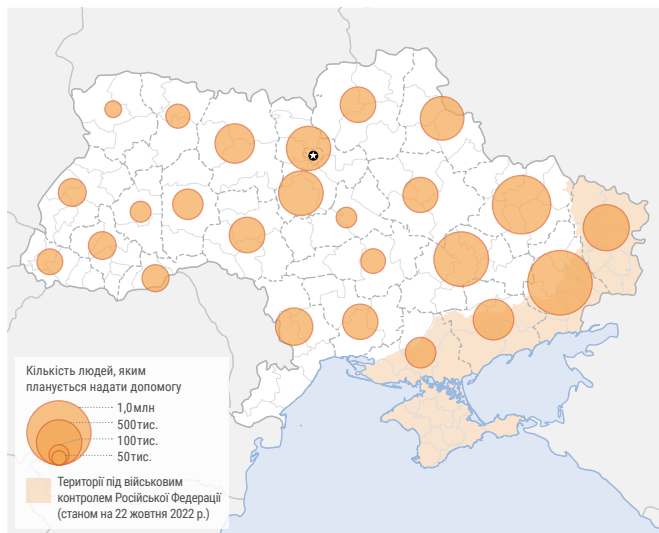 Кількість людей, яким
планується надати допомогу
1,0млн
500тис.
100тис.
50тис.
Території під військовим
контролем Російської Федерації
(станом на 22 жовтня 2022 р.)